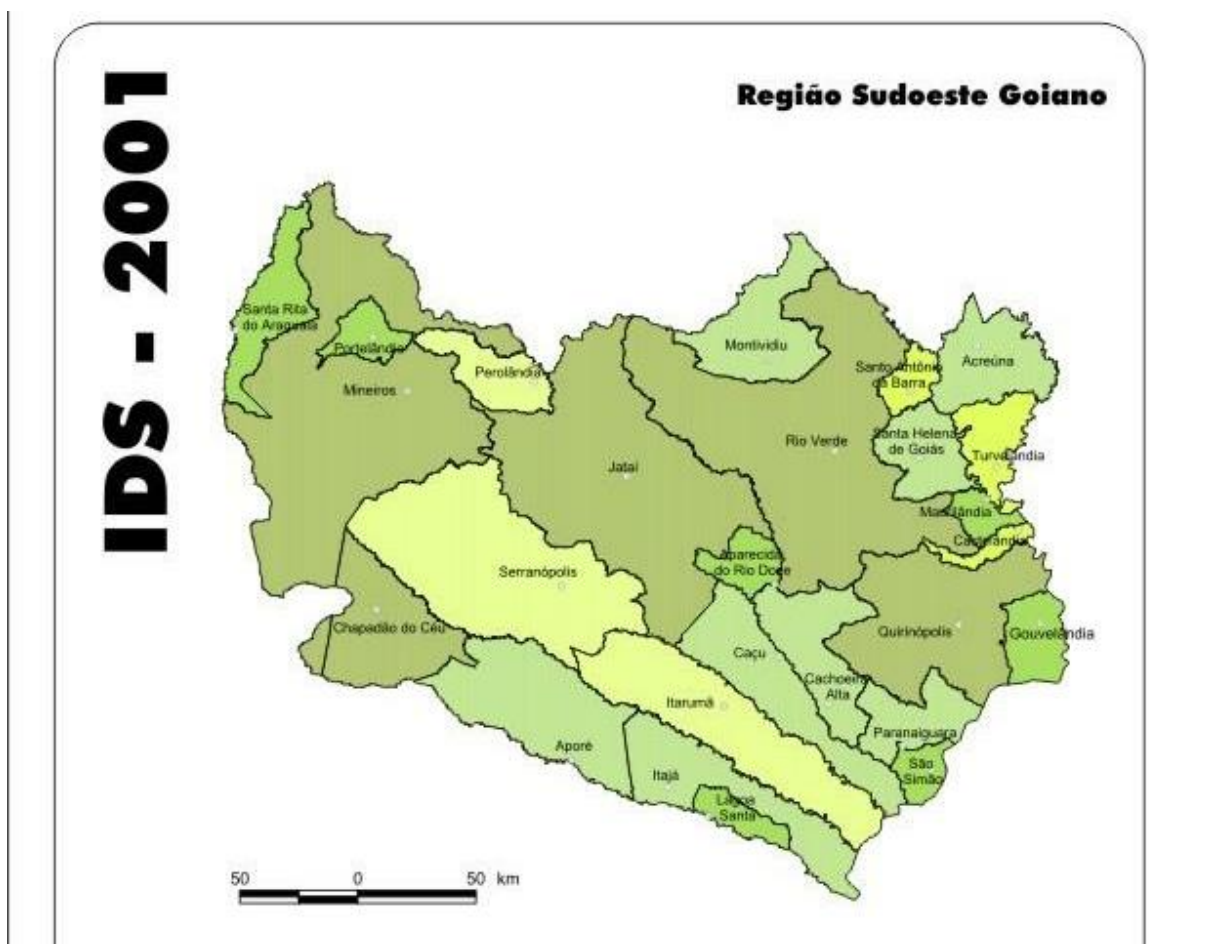 IDS - 2001
Região Sudoeste Goiano
Santa Rita
do Araguaia
Portelândia
Mineiros
Perolândia
Montividiu
Santo Antônio
da Barra
Acreúna
Rio Verde
Santa Helena
de Goiás
Turvelândia
Jataí
Maurilândia
Castelândia
Aparecida
do Rio Doce
Serranópolis
Chapadão do Céu
Quirinópolis
Gouvelândia
Caçu
Cachoeira
Alta
Itarumã
Paranaiguara
Aporé
Itajá
São
Simão
Lagoa
Santa
50 0 50 km